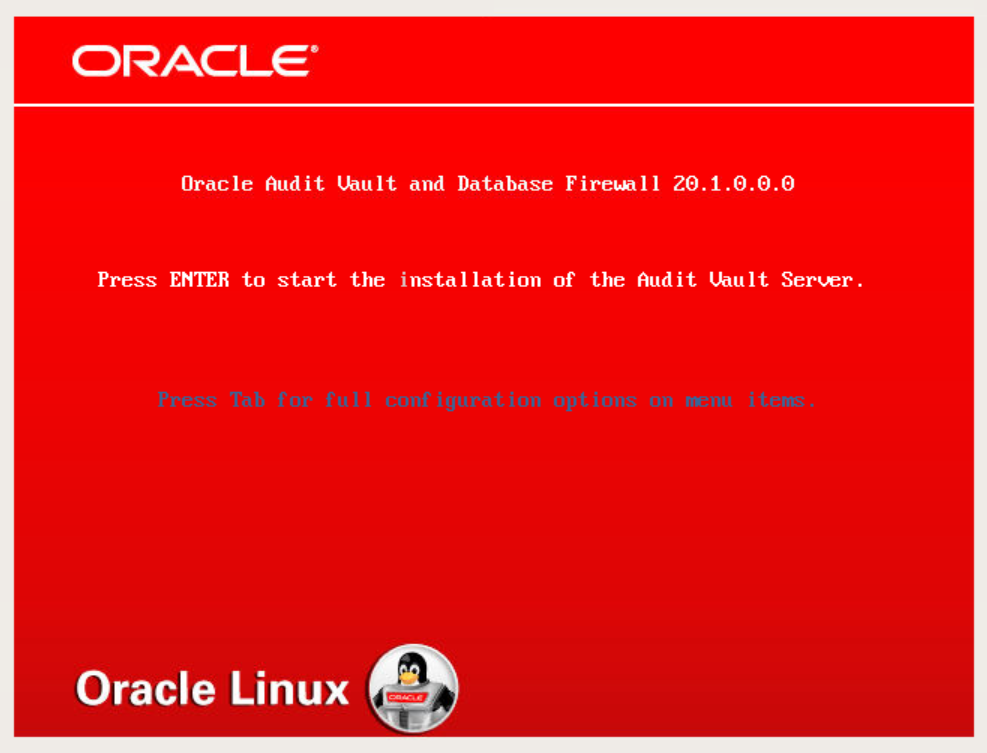 ORACLE®
Oracle Audit Vault and Database Firewall 20.1.0.0.0
Press ENTER to start the installation of the Audit Vault Server.
Press Tab for full configuration options on menu items.
Oracle Linux
ORACLE